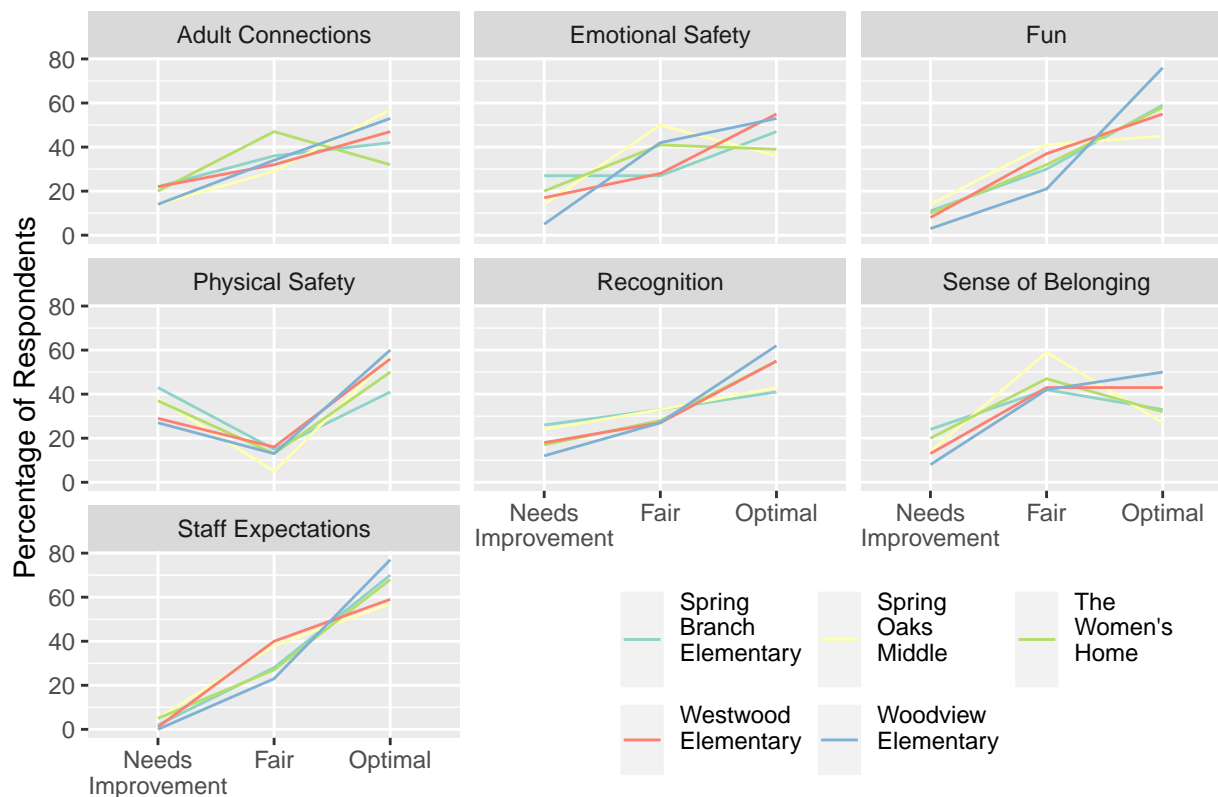 Adult Connections
Emotional Safety
Fun
80
60
40
20
0
Physical Safety
Recognition
Sense of Belonging
80
60
40
20
0
Percentage of Respondents
Needs
Improvement
Fair
Optimal
Needs
Improvement
Fair
Optimal
Staff Expectations
80
60
40
20
0
Needs
Improvement
Fair
Optimal
Spring
Branch
Elementary
Spring
Oaks
Middle
The
Women's
Home
Westwood
Elementary
Woodview
Elementary